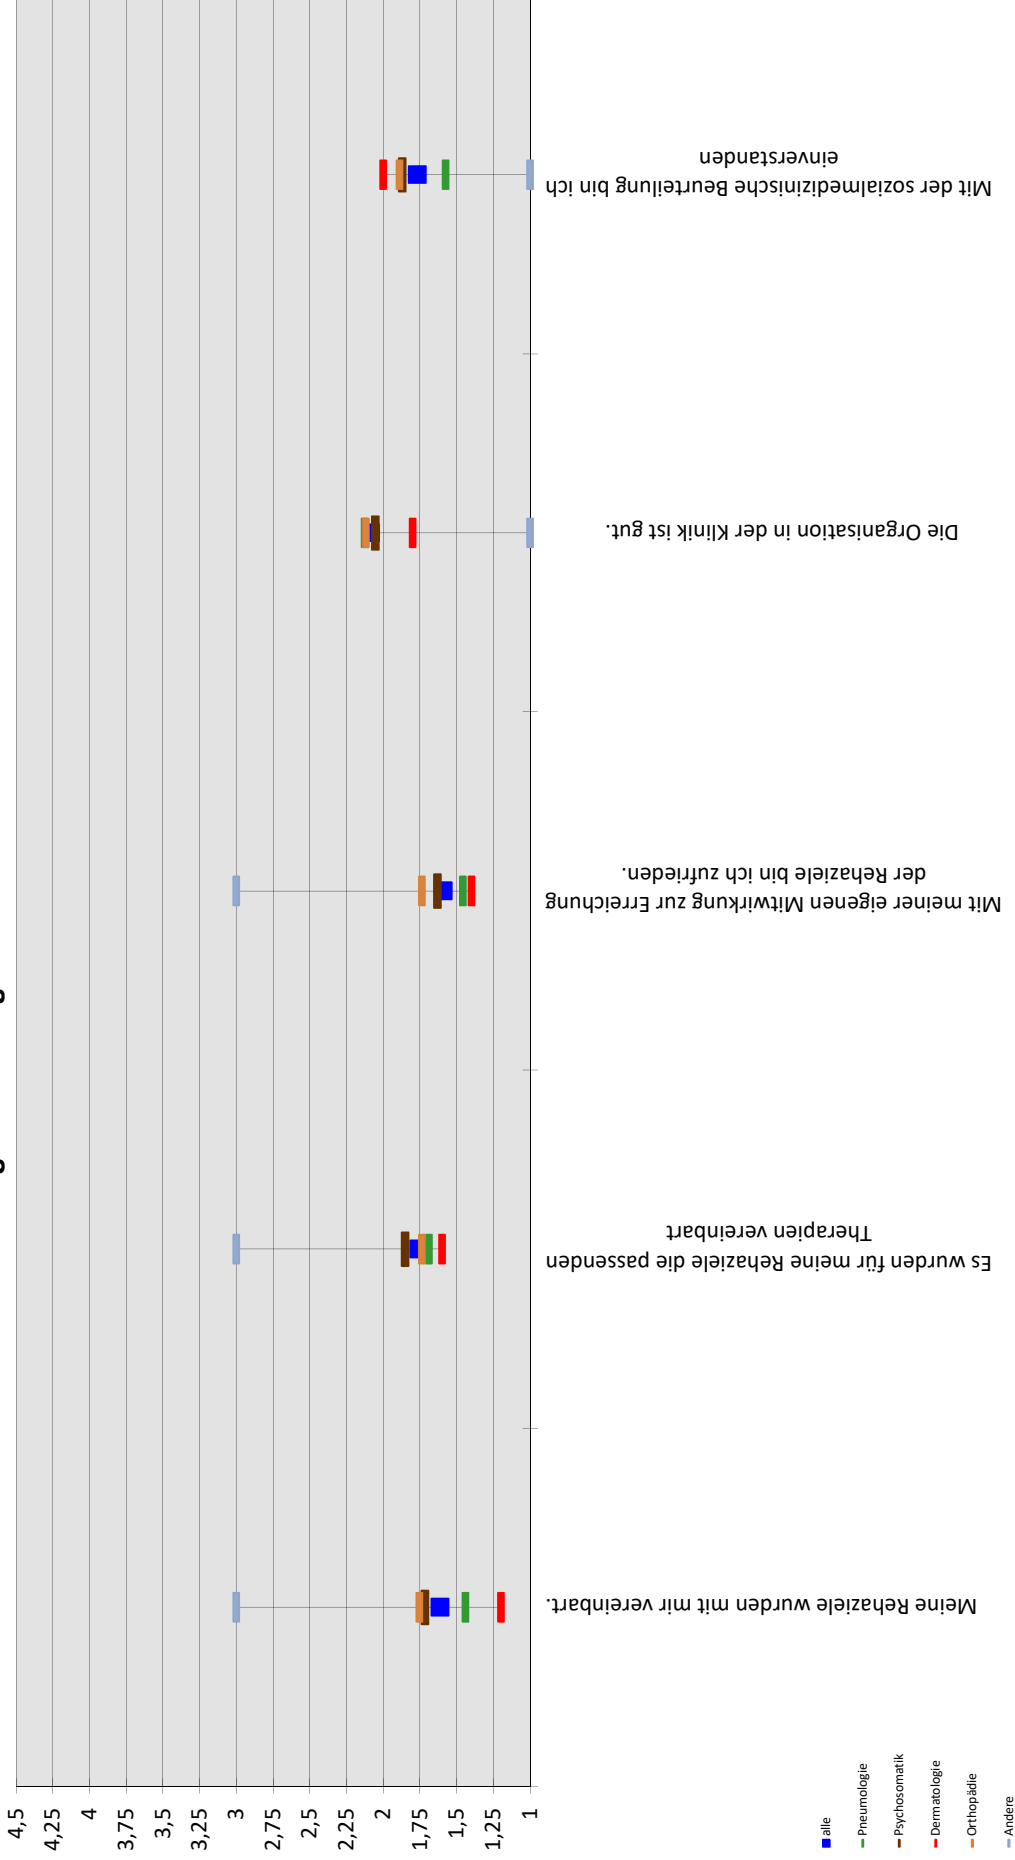 4,5
4,25
4
3,75
3,5
3,25
3
2,75
2,5
2,25
2
1,75
1,5
1,25
1
Meine Rehaziele wurden mit mir vereinbart.
Es wurden für meine Rehaziele die passenden
Therapien vereinbart
Mit meiner eigenen Mitwirkung zur Erreichung
der Rehaziele bin ich zufrieden.
Die Organisation in der Klinik ist gut.
Mit der sozialmedizinische Beurteilung bin ich
einverstanden
alle
Pneumologie
Psychosomatik
Dermatologie
Orthopädie
Andere